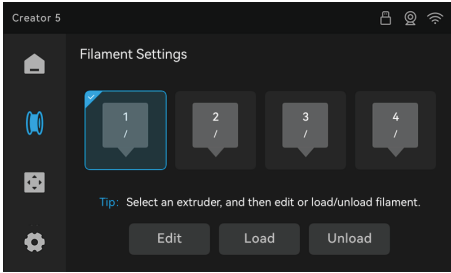 Creator 5
Filament Settings
1 2 3 4
/ / / /
Tip: Select an extruder, and then edit or load/unload filament.
Edit Load Unload